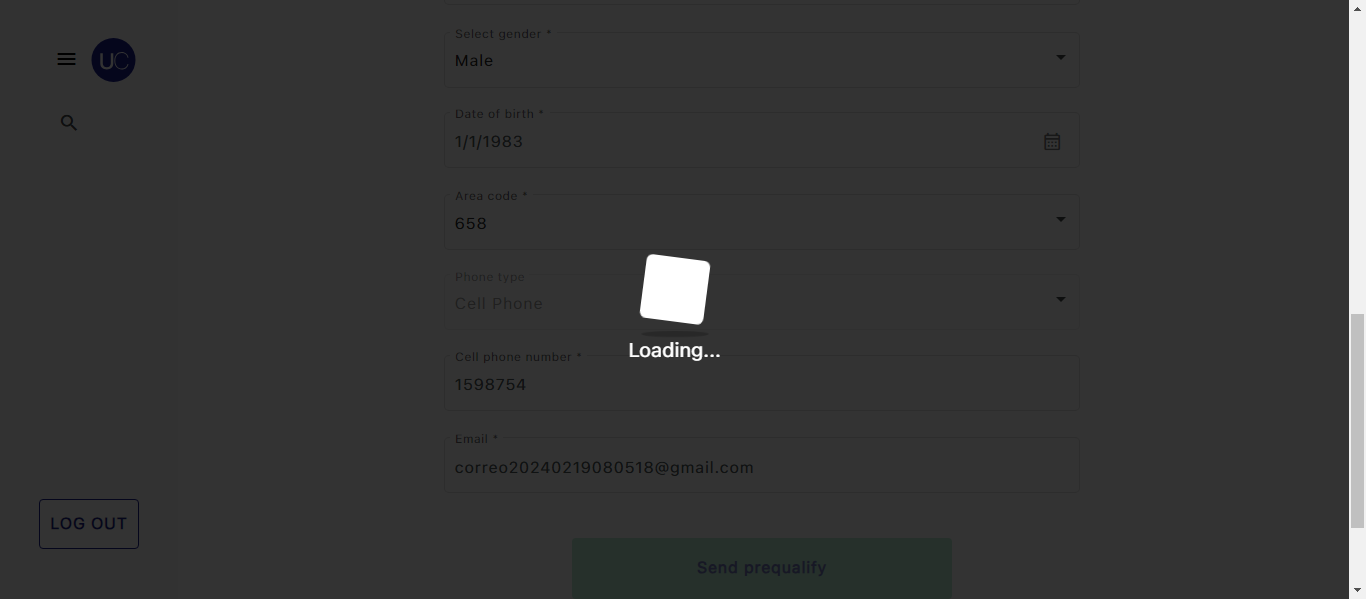 Select gender *
Male
UC
Date of birth *
1/1/1983
Area code *
658
Phone type
Cell Phone
Loading...
Cell phone number *
1598754
Email *
correo20240219080518@gmail.com
LOG OUT
Send prequalify